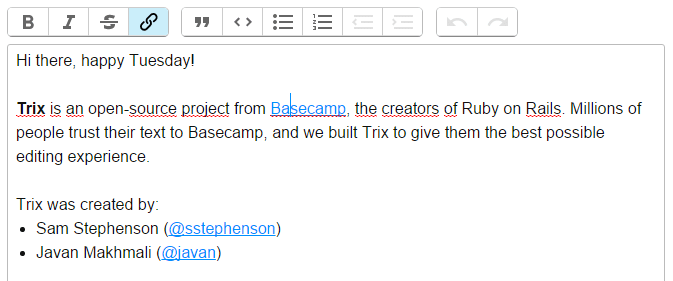 B I S
Hi there, happy Tuesday!
Trix is an open-source project from Basecamp, the creators of Ruby on Rails. Millions of
people trust their text to Basecamp, and we built Trix to give them the best possible
editing experience.
Trix was created by:
• Sam Stephenson (@sstephenson)
• Javan Makhmali (@javan)